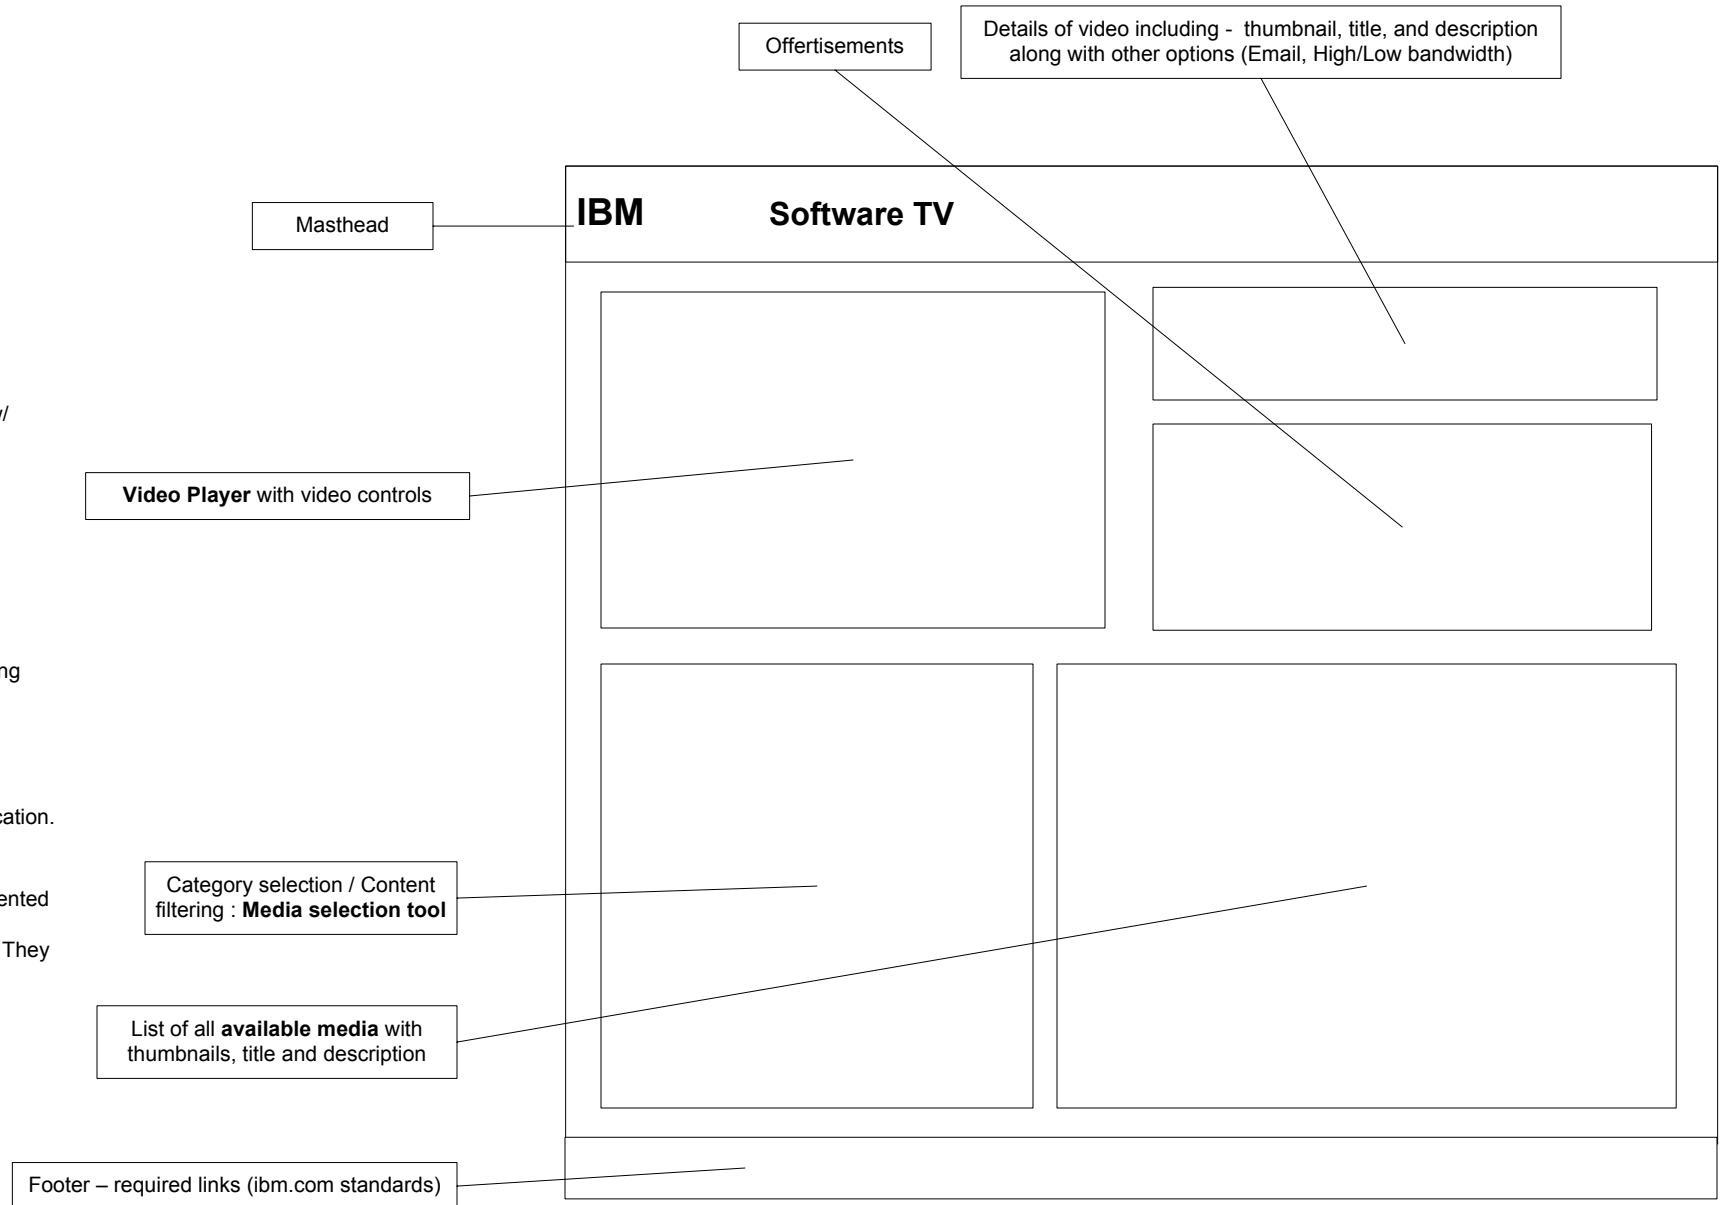 Offertisements
Details of video including - thumbnail, title, and description
along with other options (Email, High/Low bandwidth)
Masthead
IBM Software TV
Video Player with video controls
Category selection / Content
filtering : Media selection tool
They
List of all available media with
thumbnails, title and description
Footer – required links (ibm.com standards)